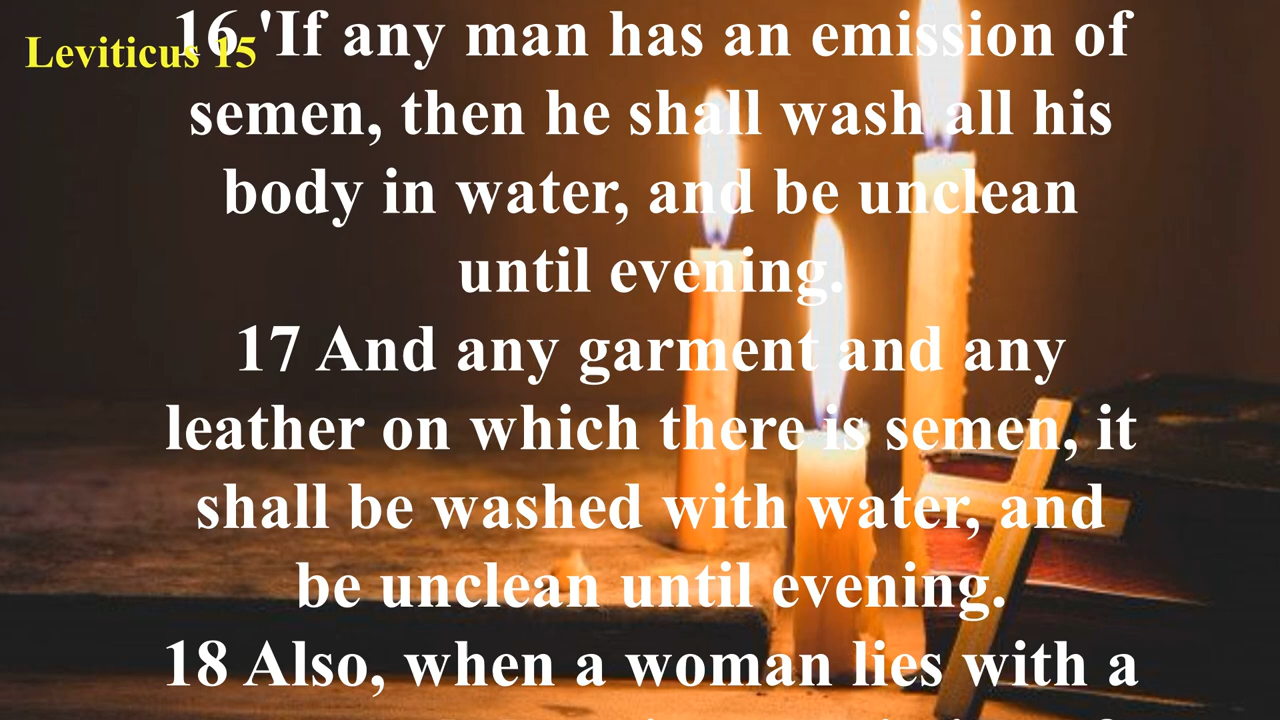 Leviticus 15
16 'If any man has an emission of
semen, then he shall wash all his
body in water, and be unclean
until evening.
17 And any garment and any
leather on which there is semen, it
shall be washed with water, and
be unclean until evening.
18 Also, when a woman lies with a